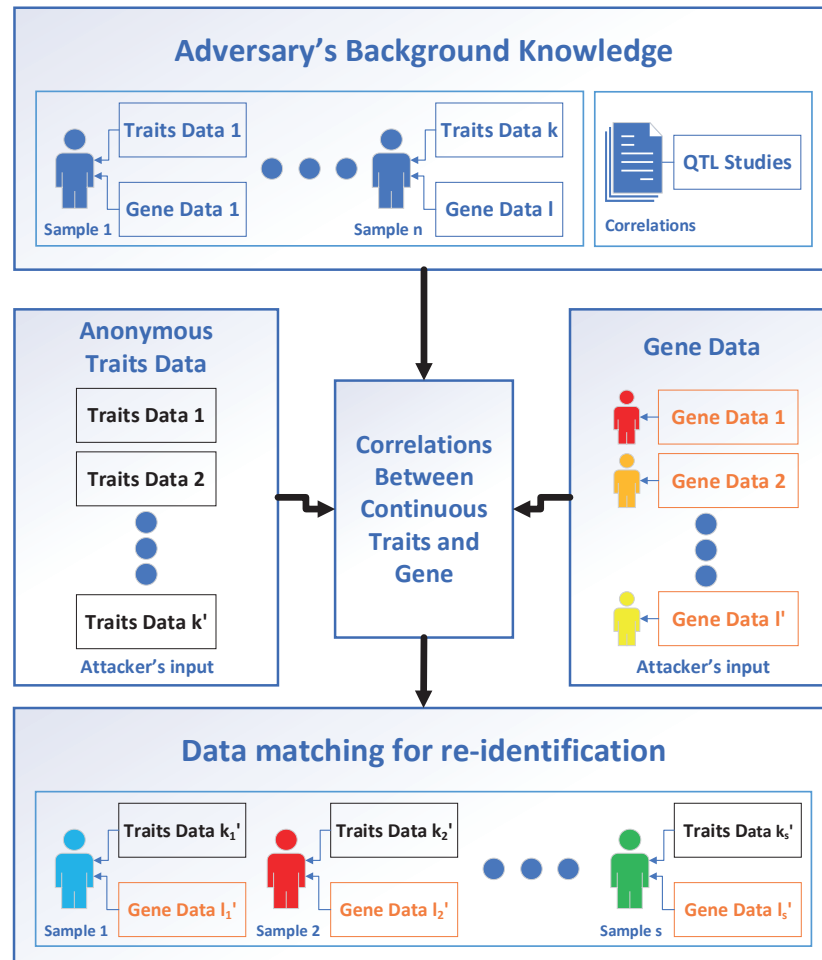 Adversary's Background Knowledge
Traits Data 1
Gene Data 1
Sample 1
Traits Data k
Gene Data l
Sample n
QTL Studies
Correlations
Anonymous
Traits Data
Traits Data 1
Traits Data 2
Traits Data k'
Attacker's input
Correlations
Between
Continuous
Traits and
Gene
Gene Data
Gene Data 1
Gene Data 2
Gene Data l'
Attacker's input
Data matching for re-identification
Traits Data k₁'
Gene Data l₁'
Sample 1
Traits Data k₂'
Gene Data l₂'
Sample 2
Traits Data kₛ'
Gene Data lₛ'
Sample s